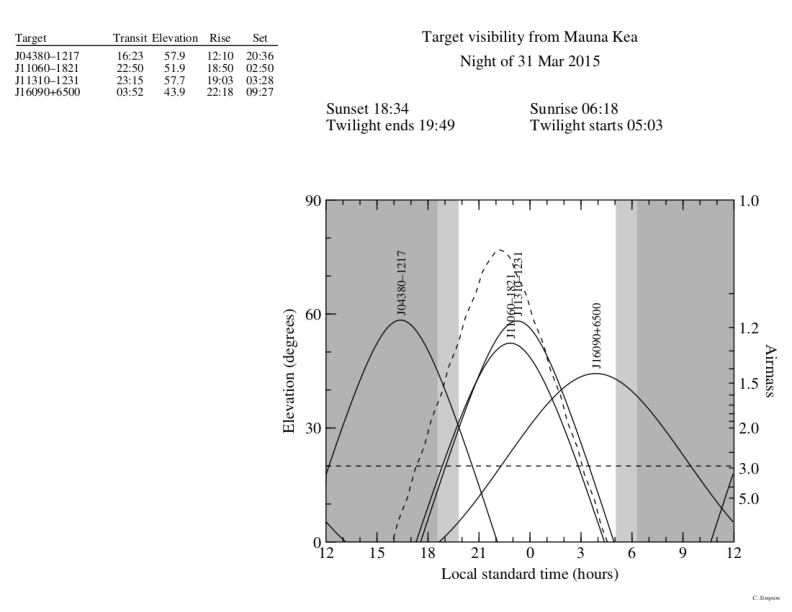 Target Transit Elevation Rise Set
J04380–1217 16:23 57.9 12:10 20:36
J11060–1821 22:50 51.9 18:50 02:50
J11310–1231 23:15 57.7 19:03 03:28
J16090+6500 03:52 43.9 22:18 09:27
Target visibility from Mauna Kea
Night of 31 Mar 2015
Sunset 18:34
Sunrise 06:18
Twilight ends 19:49
Twilight starts 05:03
90
60
30
0
Elevation (degrees)
J04380–1217
J11060–1821
J11310–1231
J16090+6500
1.0
1.2
1.5
2.0
3.0
5.0
Airmass
12 15 18 21 0 3 6 9 12
Local standard time (hours)
C. Simpson